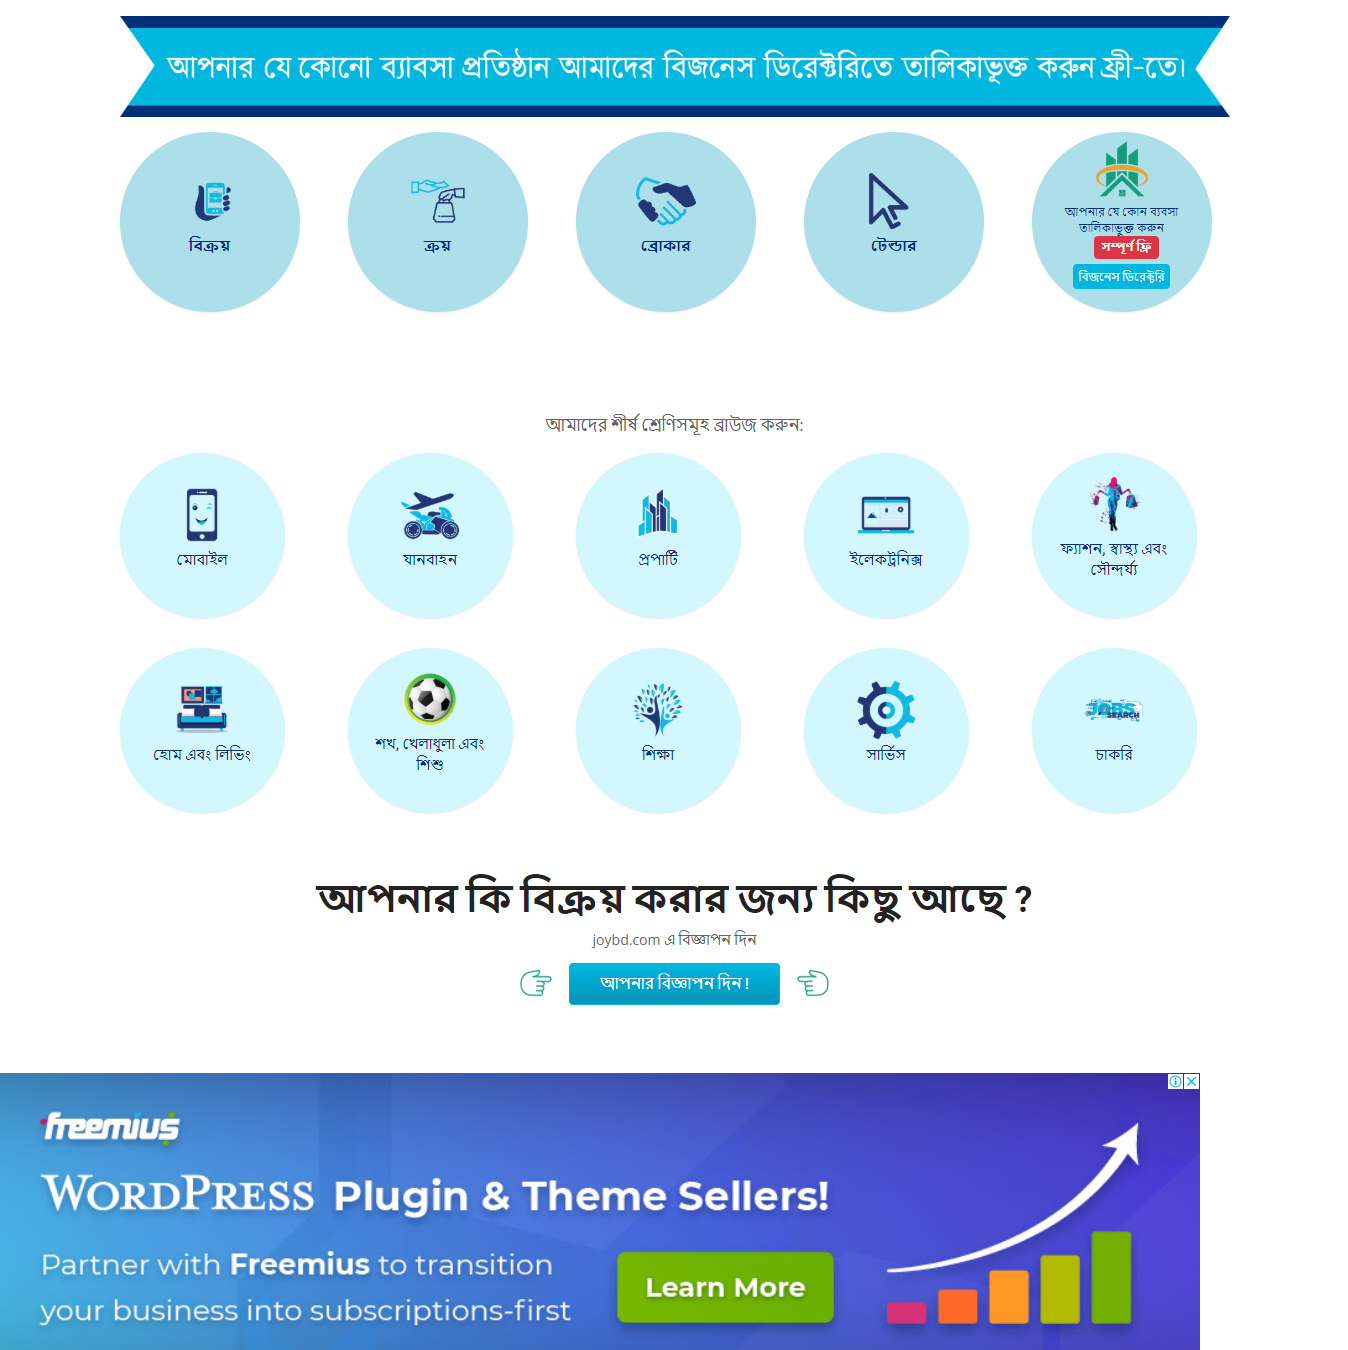 আপনার যে কোনো ব্যাবসা প্রতিষ্ঠান আমাদের বিজনেস ডিরেক্টরিতে তালিকাভূক্ত করুন ফ্রী-তে।
বিক্রয়
ক্রয়
ব্রোকার
টেন্ডার
আপনার যে কোন ব্যবসা
তালিকাভুক্ত করুন
সম্পূর্ণ ফ্রি
বিজনেস ডিরেক্টরি
আমাদের শীর্ষ শ্রেণিসমূহ ব্রাউজ করুন:
মোবাইল
যানবাহন
প্রপার্টি
ইলেকট্রনিক্স
ফ্যাশন, স্বাস্থ্য এবং
সৌন্দর্য্য
হোম এবং লিভিং
শখ, খেলাধুলা এবং
শিশু
শিক্ষা
সার্ভিস
JOBS
SEARCH
চাকরি
আপনার কি বিক্রয় করার জন্য কিছু আছে ?
joybd.com এ বিজ্ঞাপন দিন
আপনার বিজ্ঞাপন দিন !
freemius
WORDPRESS Plugin & Theme Sellers!
Partner with Freemius to transition
your business into subscriptions-first
Learn More